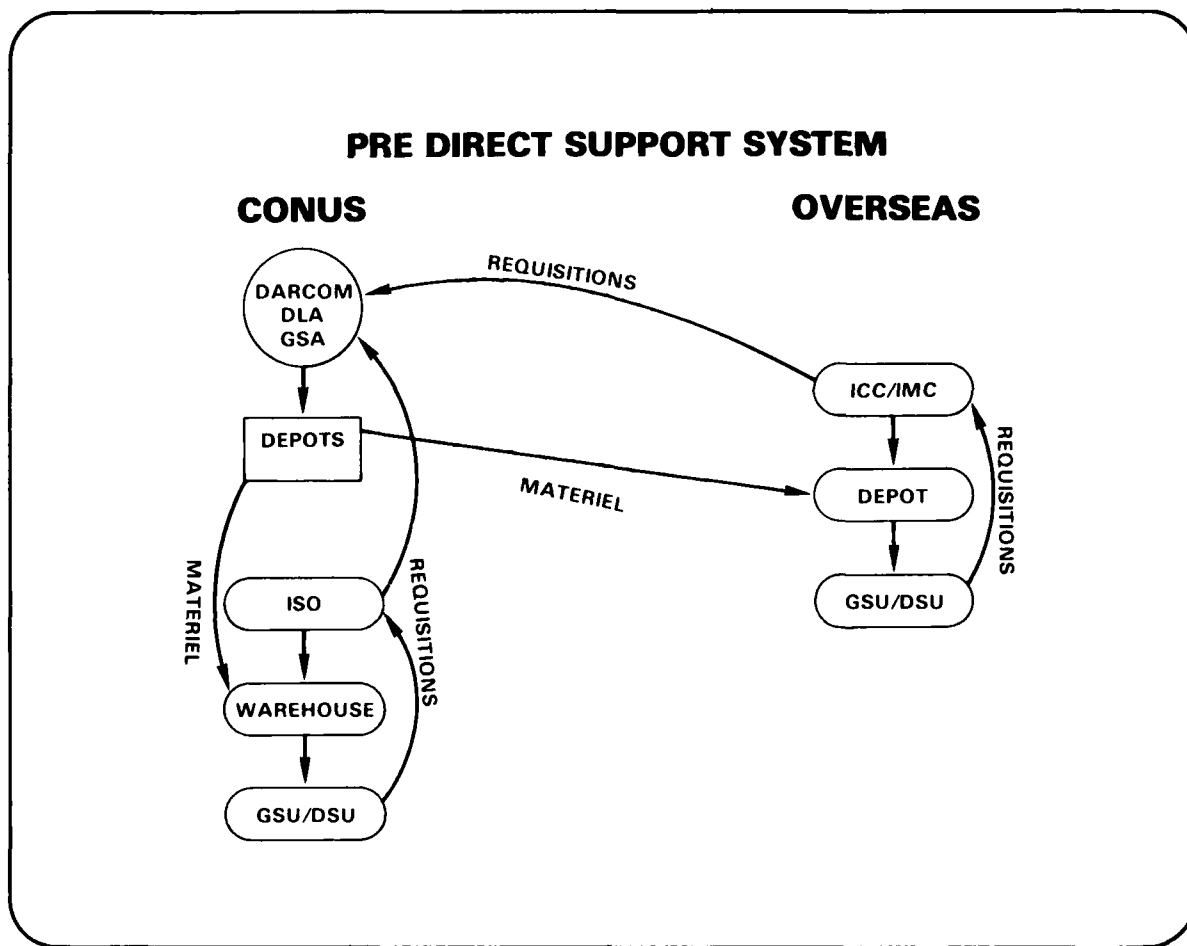 PRE DIRECT SUPPORT SYSTEM
CONUS
OVERSEAS
DARCOM
DLA
GSA
REQUISITIONS
ICC/IMC
DEPOTS
MATERIEL
DEPOT
REQUISITIONS
GSU/DSU
MATERIEL
ISO
REQUISITIONS
WAREHOUSE
GSU/DSU